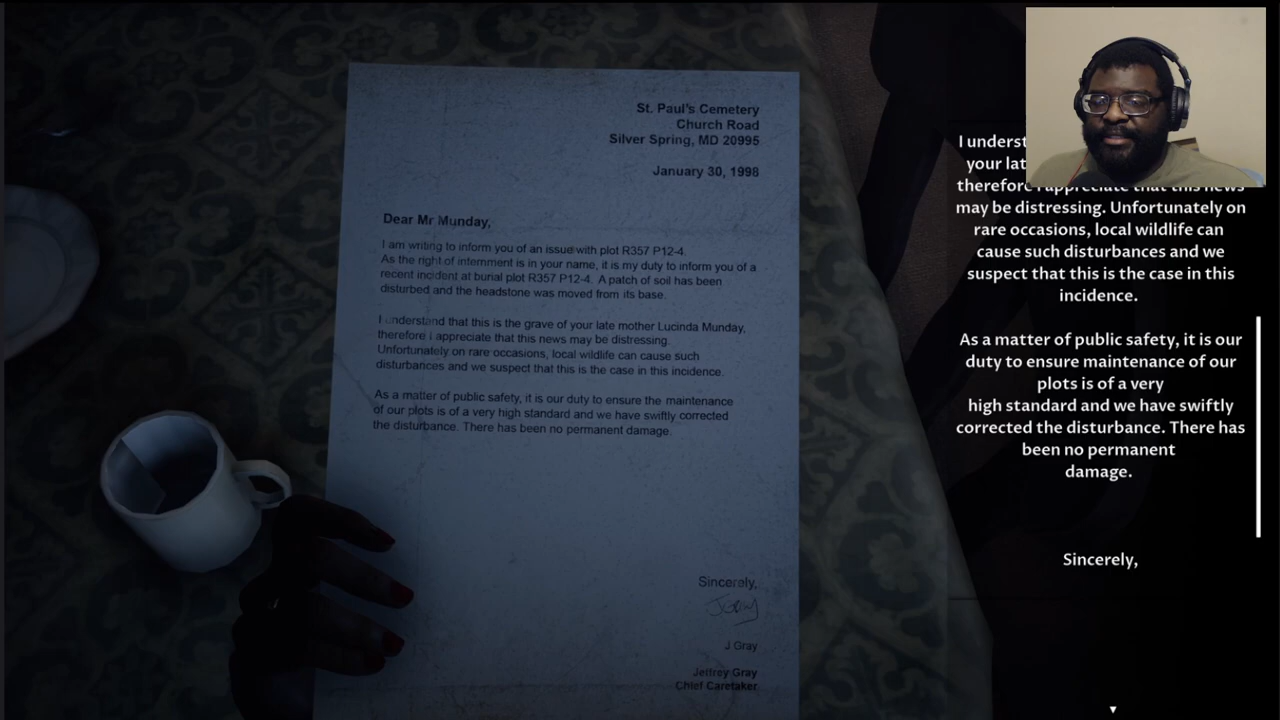 St. Paul's Cemetery
Church Road
Silver Spring, MD 20995
January 30, 1998
Dear Mr Munday,
I am writing to inform you of an issue with plot R357 P12-4.
As the right of internment is in your name, it is my duty to inform you of a
recent incident at burial plot R357 P12-4. A patch of soil has been
disturbed and the headstone was moved from its base.
I understand that this is the grave of your late mother Lucinda Munday,
therefore i appreciate that this news may be distressing.
Unfortunately on rare occasions, local wildlife can cause such
disturbances and we suspect that this is the case in this incidence.
As a matter of public safety, it is our duty to ensure the maintenance
of our plots is of a very high standard and we have swiftly corrected
the disturbance. There has been no permanent damage.
Sincerely,
JGray
J Gray
Jeffrey Gray
Chief Caretaker
I underst
your lat
therefore I appreciate that this news
may be distressing. Unfortunately on
rare occasions, local wildlife can
cause such disturbances and we
suspect that this is the case in this
incidence.
As a matter of public safety, it is our
duty to ensure maintenance of our
plots is of a very
high standard and we have swiftly
corrected the disturbance. There has
been no permanent
damage.
Sincerely,